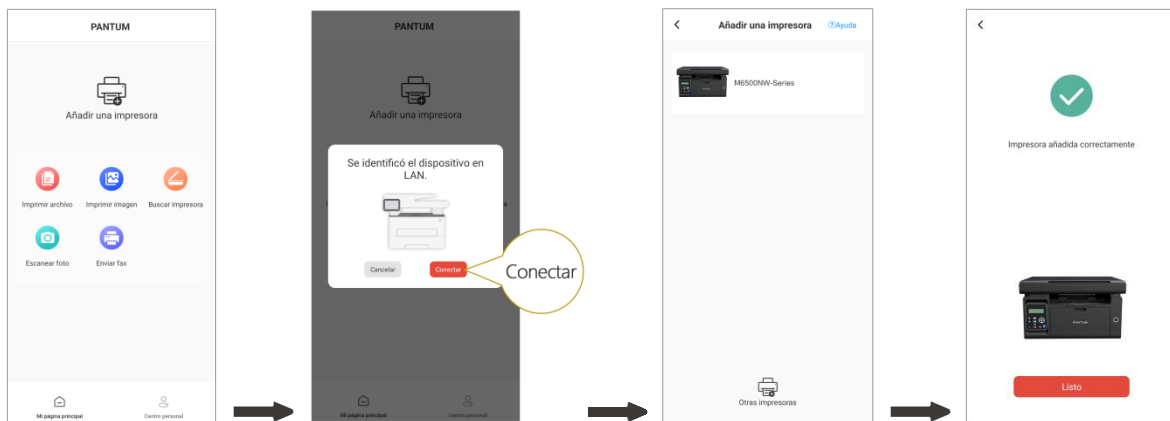 PANTUM
Añadir una impresora
Imprimir archivo
Imprimir imagen
Buscar impresora
Escanear foto
Enviar fax
Mi página principal
Centro personal
PANTUM
Añadir una impresora
Se identificó el dispositivo en
LAN.
Cancelar
Conectar
Conectar
Mi página principal
Centro personal
Añadir una impresora
Ayuda
M6500NW-Series
Otras impresoras
Impresora añadida correctamente
PANTUM
Listo